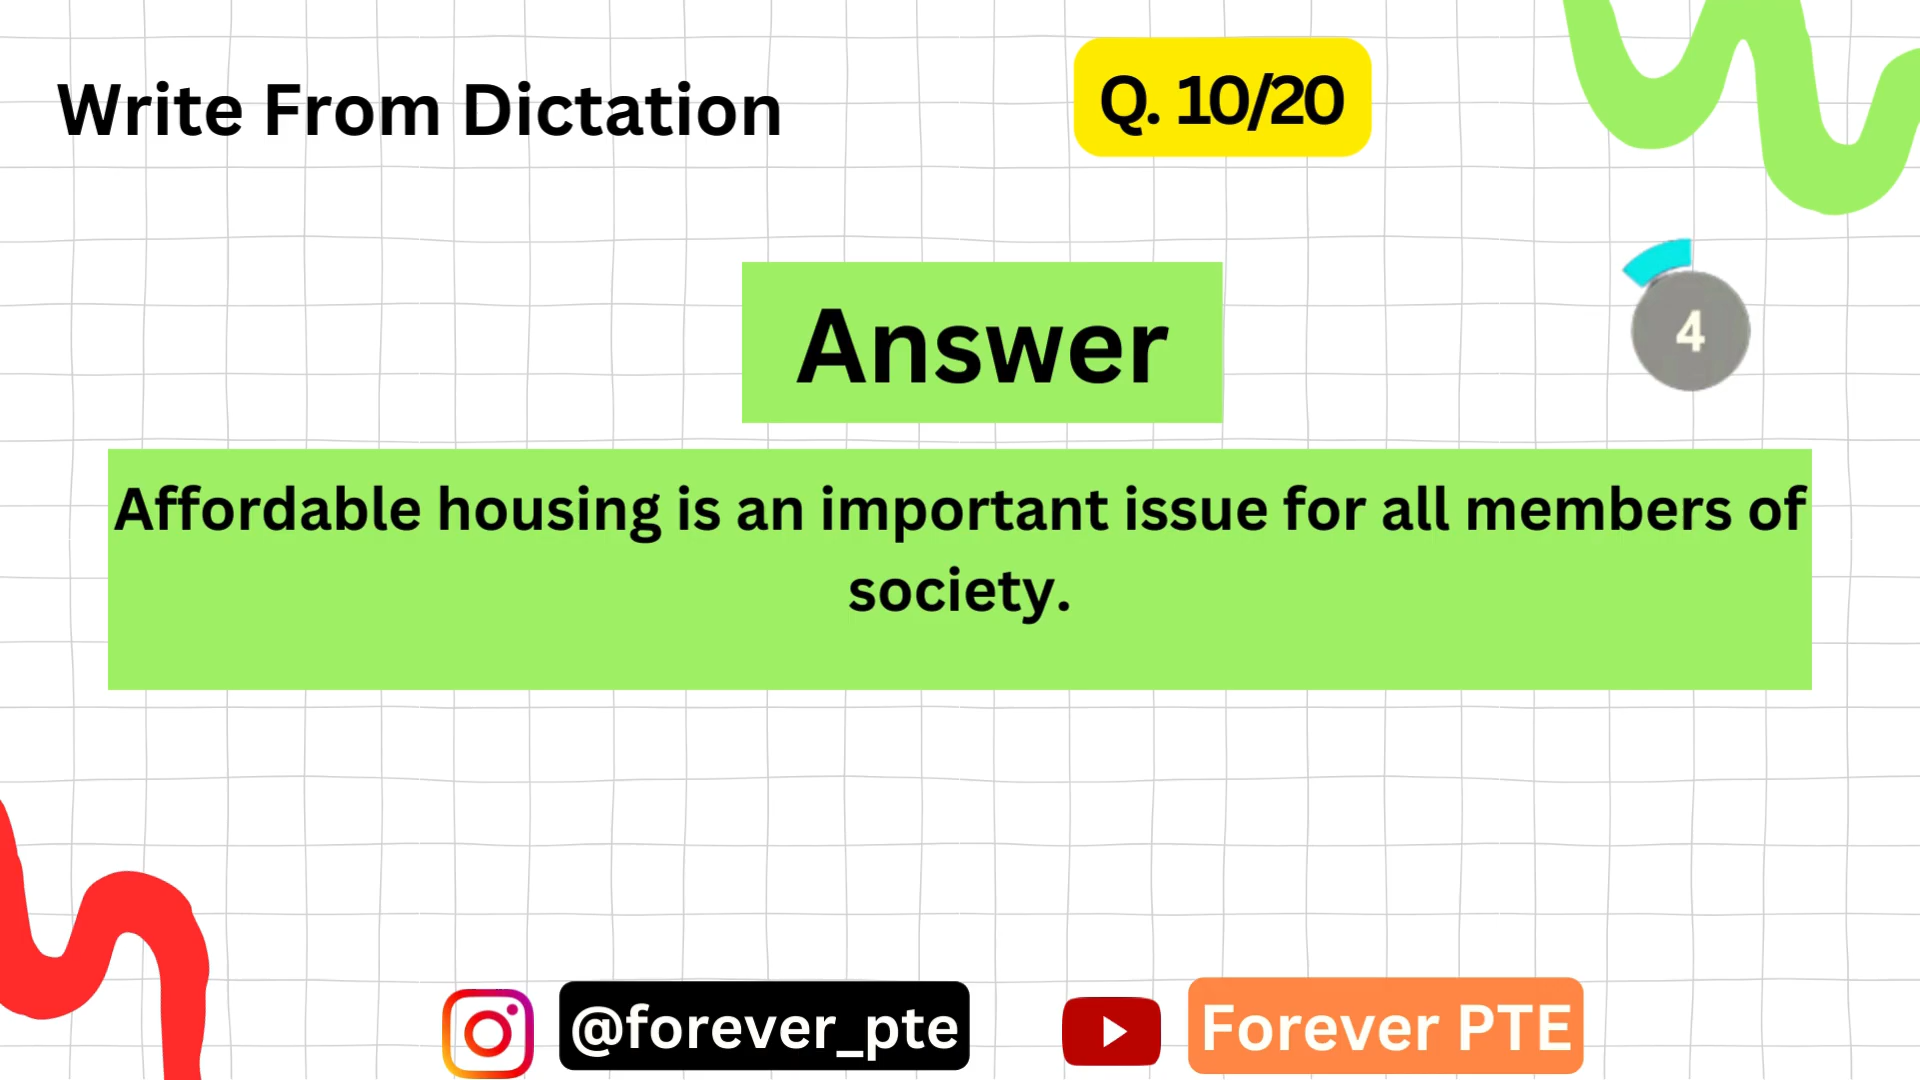 Write From Dictation
Q. 10/20
Answer
4
Affordable housing is an important issue for all members of
society.
@forever_pte
Forever PTE